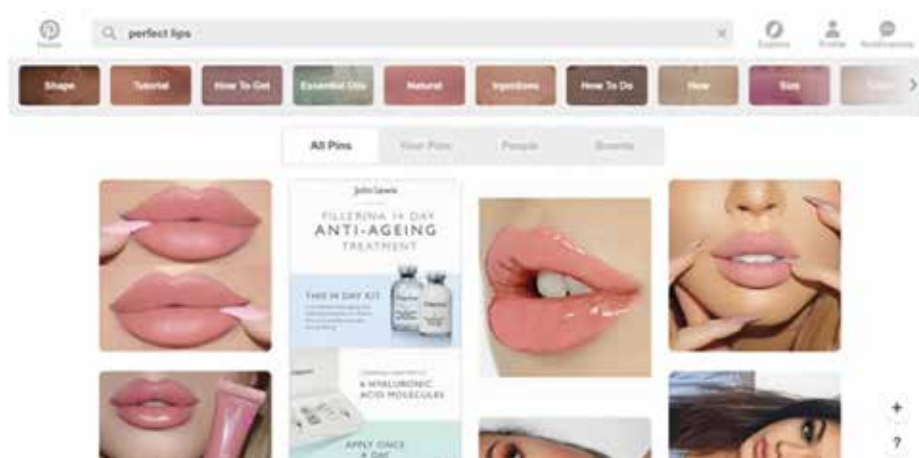 Home
perfect lips
Explore
Profile
Notifications
Shape
Tutorial
How To Get
Essential Oils
Natural
Injections
How To Do
How
Size
All Pins
Your Pins
People
Boards
John Lewis
FILLERINA 14 DAY
ANTI-AGEING
TREATMENT
THIS 14 DAY KIT
6 HYALURONIC
ACID MOLECULES
APPLY ONCE
A DAY
+
?